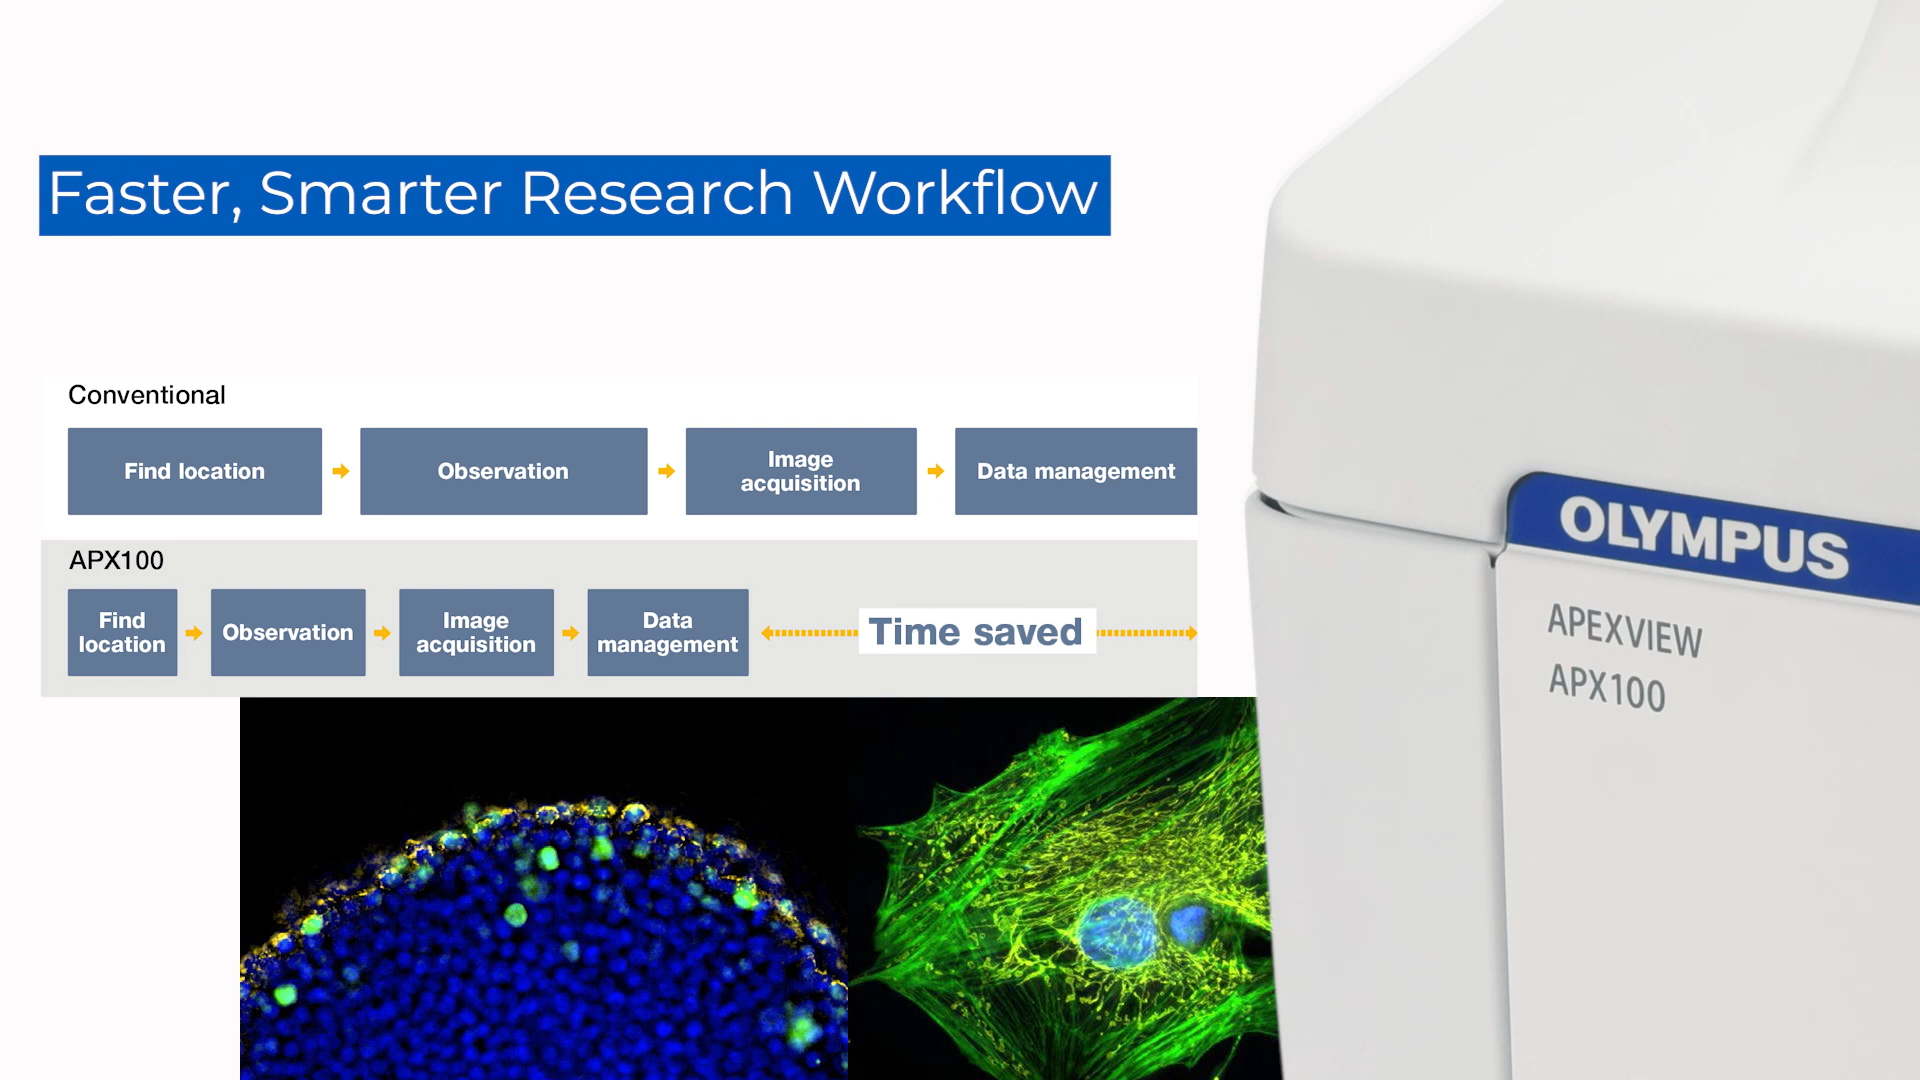 Faster, Smarter Research Workflow
Conventional
Find location
Observation
Image
acquisition
Data management
APX100
Find
location
Observation
Image
acquisition
Data
management
Time saved
OLYMPUS
APEXVIEW
APX100